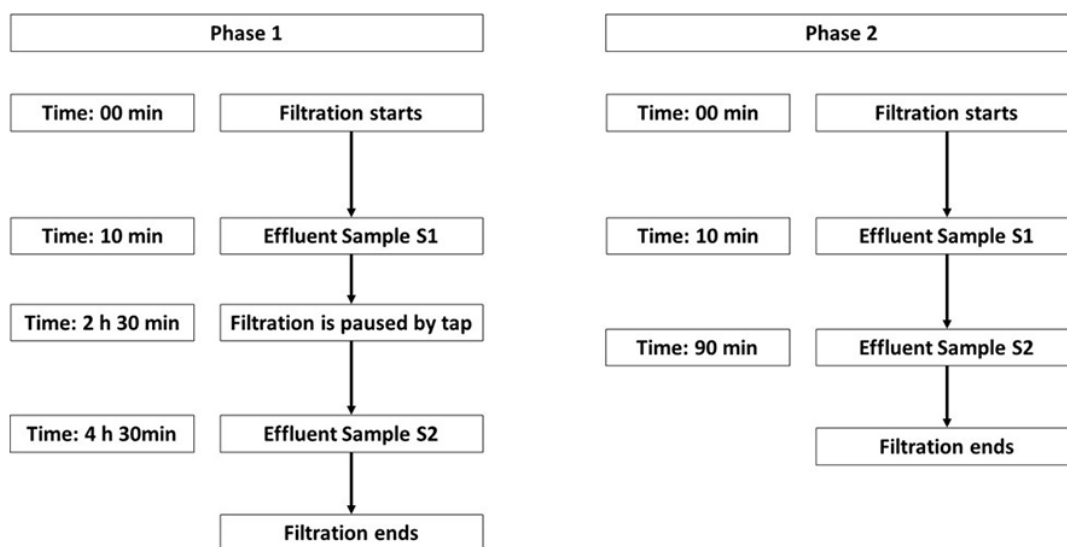 Phase 1
Time: 00 min
Filtration starts
Time: 10 min
Effluent Sample S1
Time: 2 h 30 min
Filtration is paused by tap
Time: 4 h 30min
Effluent Sample S2
Filtration ends
Phase 2
Time: 00 min
Filtration starts
Time: 10 min
Effluent Sample S1
Time: 90 min
Effluent Sample S2
Filtration ends